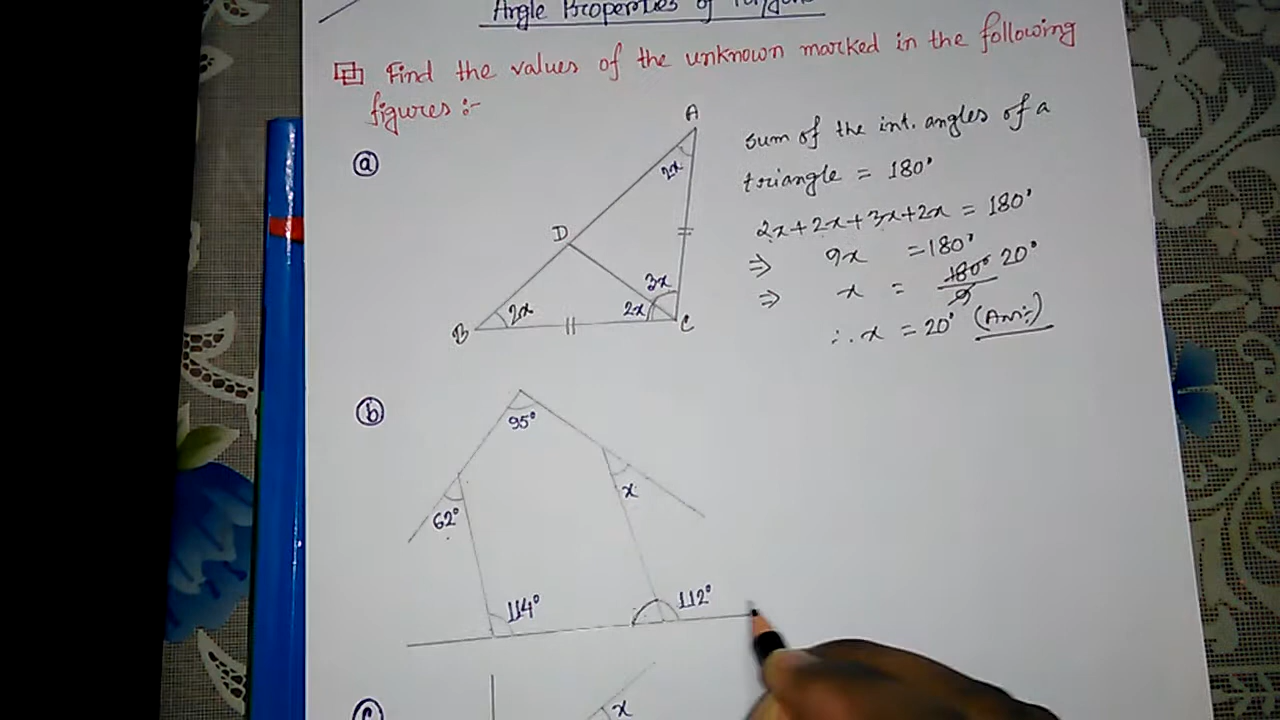 Angle Properties of Polygons
Find the values of the unknown marked in the following
figures :-
(a)
A
2x
D
3x
2x
2x
B
C
Sum of the int. angles of a
triangle = 180°
2x+2x+3x+2x = 180°
⇒ 9x = 180°
⇒ x = 180° 20°
9
∴ x = 20° (Ans:-)
(b)
95°
x
62°
114°
112°
x